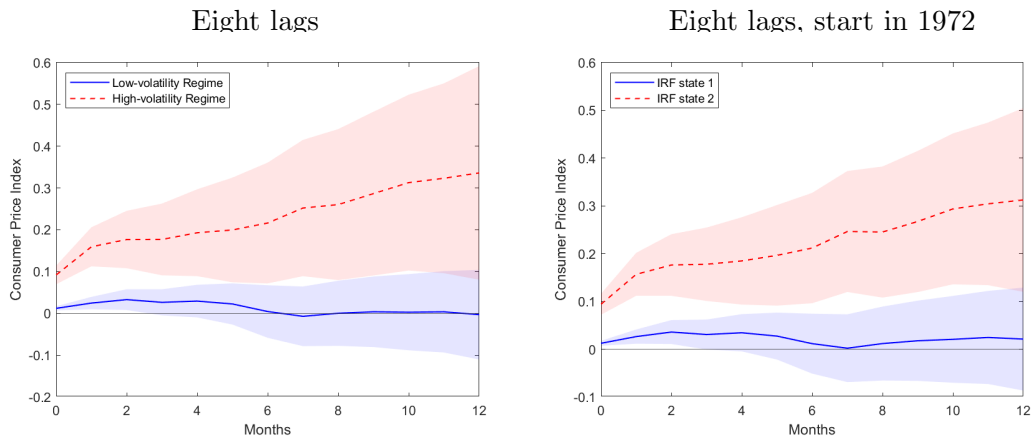 Eight lags
Low-volatility Regime
High-volatility Regime
Consumer Price Index
0.6
0.5
0.4
0.3
0.2
0.1
0
-0.1
-0.2
0 2 4 6 8 10 12
Months
Eight lags, start in 1972
IRF state 1
IRF state 2
Consumer Price Index
0.6
0.5
0.4
0.3
0.2
0.1
0
-0.1
0 2 4 6 8 10 12
Months